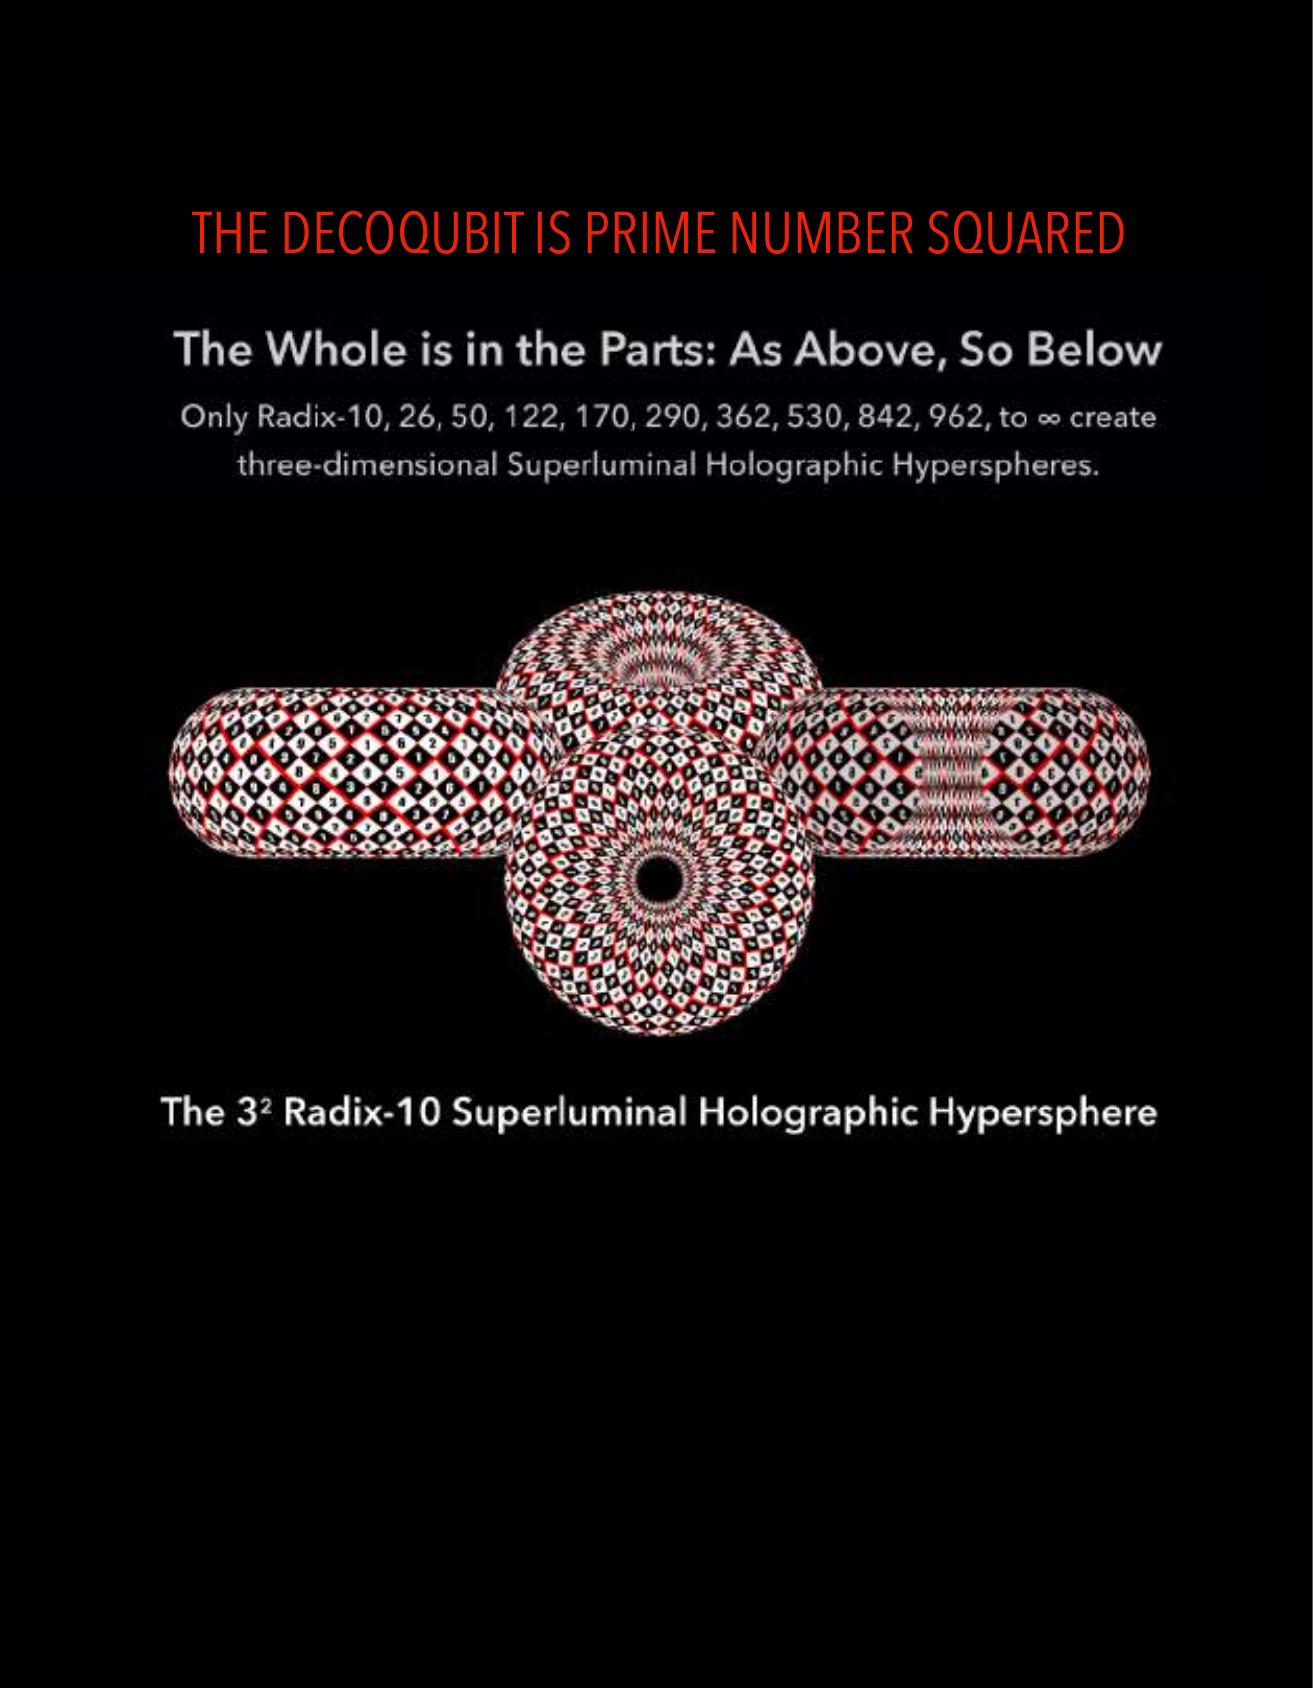 THE DECOQUBIT IS PRIME NUMBER SQUARED
The Whole is in the Parts: As Above, So Below
Only Radix-10, 26, 50, 122, 170, 290, 362, 530, 842, 962, to ∞ create
three-dimensional Superluminal Holographic Hyperspheres.
The 3² Radix-10 Superluminal Holographic Hypersphere